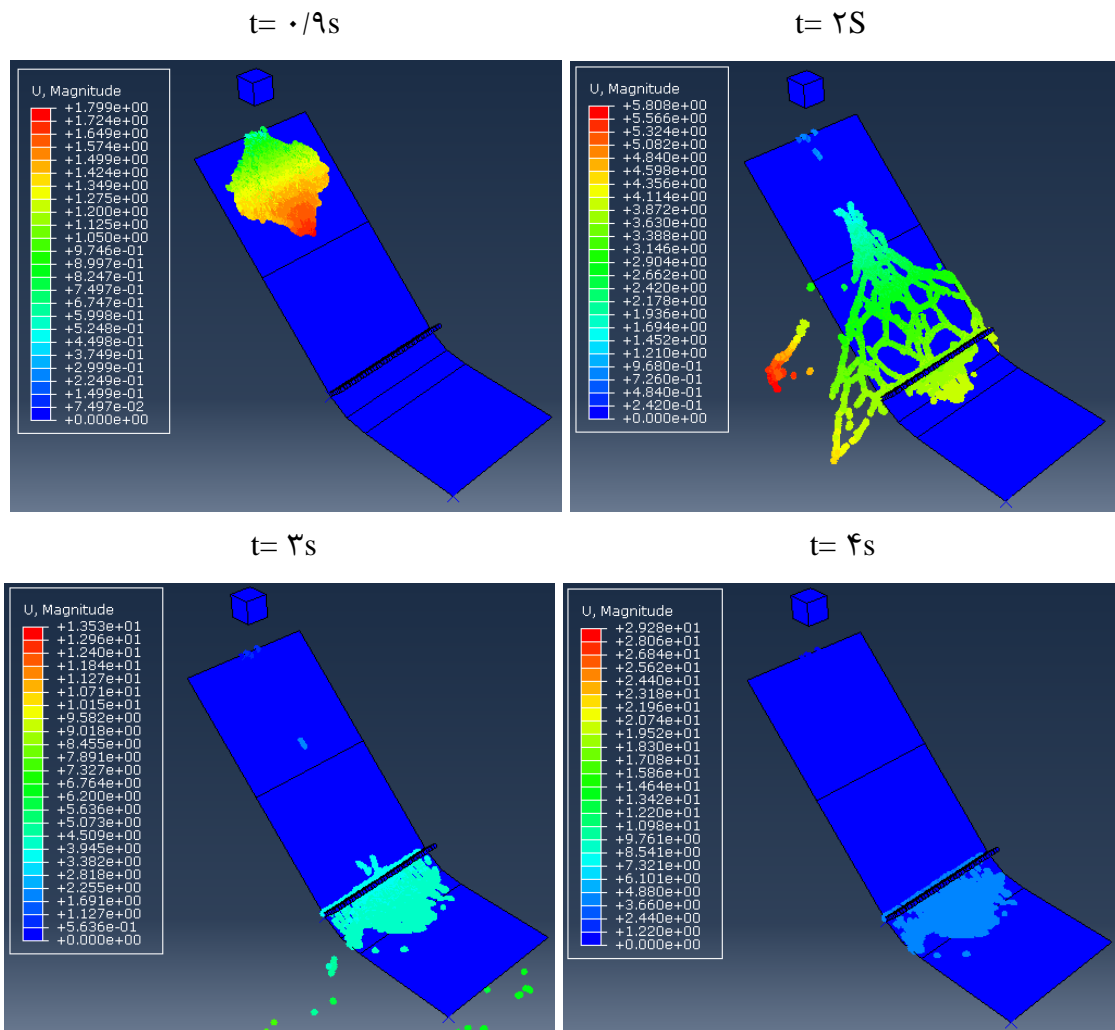 t= ۰/۹s
t= ۲S
U, Magnitude
+1.799e+00
+1.724e+00
+1.649e+00
+1.574e+00
+1.499e+00
+1.424e+00
+1.349e+00
+1.275e+00
+1.200e+00
+1.125e+00
+1.050e+00
+9.746e-01
+8.997e-01
+8.247e-01
+7.497e-01
+6.747e-01
+5.998e-01
+5.248e-01
+4.498e-01
+3.749e-01
+2.999e-01
+2.249e-01
+1.499e-01
+7.497e-02
+0.000e+00
U, Magnitude
+5.808e+00
+5.566e+00
+5.324e+00
+5.082e+00
+4.840e+00
+4.598e+00
+4.356e+00
+4.114e+00
+3.872e+00
+3.630e+00
+3.388e+00
+3.146e+00
+2.904e+00
+2.662e+00
+2.420e+00
+2.178e+00
+1.936e+00
+1.694e+00
+1.452e+00
+1.210e+00
+9.680e-01
+7.260e-01
+4.840e-01
+2.420e-01
+0.000e+00
t= ۳s
t= ۴s
U, Magnitude
+1.353e+01
+1.296e+01
+1.240e+01
+1.184e+01
+1.127e+01
+1.071e+01
+1.015e+01
+9.582e+00
+9.018e+00
+8.455e+00
+7.891e+00
+7.327e+00
+6.764e+00
+6.200e+00
+5.636e+00
+5.073e+00
+4.509e+00
+3.945e+00
+3.382e+00
+2.818e+00
+2.255e+00
+1.691e+00
+1.127e+00
+5.636e-01
+0.000e+00
U, Magnitude
+2.928e+01
+2.806e+01
+2.684e+01
+2.562e+01
+2.440e+01
+2.318e+01
+2.196e+01
+2.074e+01
+1.952e+01
+1.830e+01
+1.708e+01
+1.586e+01
+1.464e+01
+1.342e+01
+1.220e+01
+1.098e+01
+9.761e+00
+8.541e+00
+7.321e+00
+6.101e+00
+4.880e+00
+3.660e+00
+2.440e+00
+1.220e+00
+0.000e+00